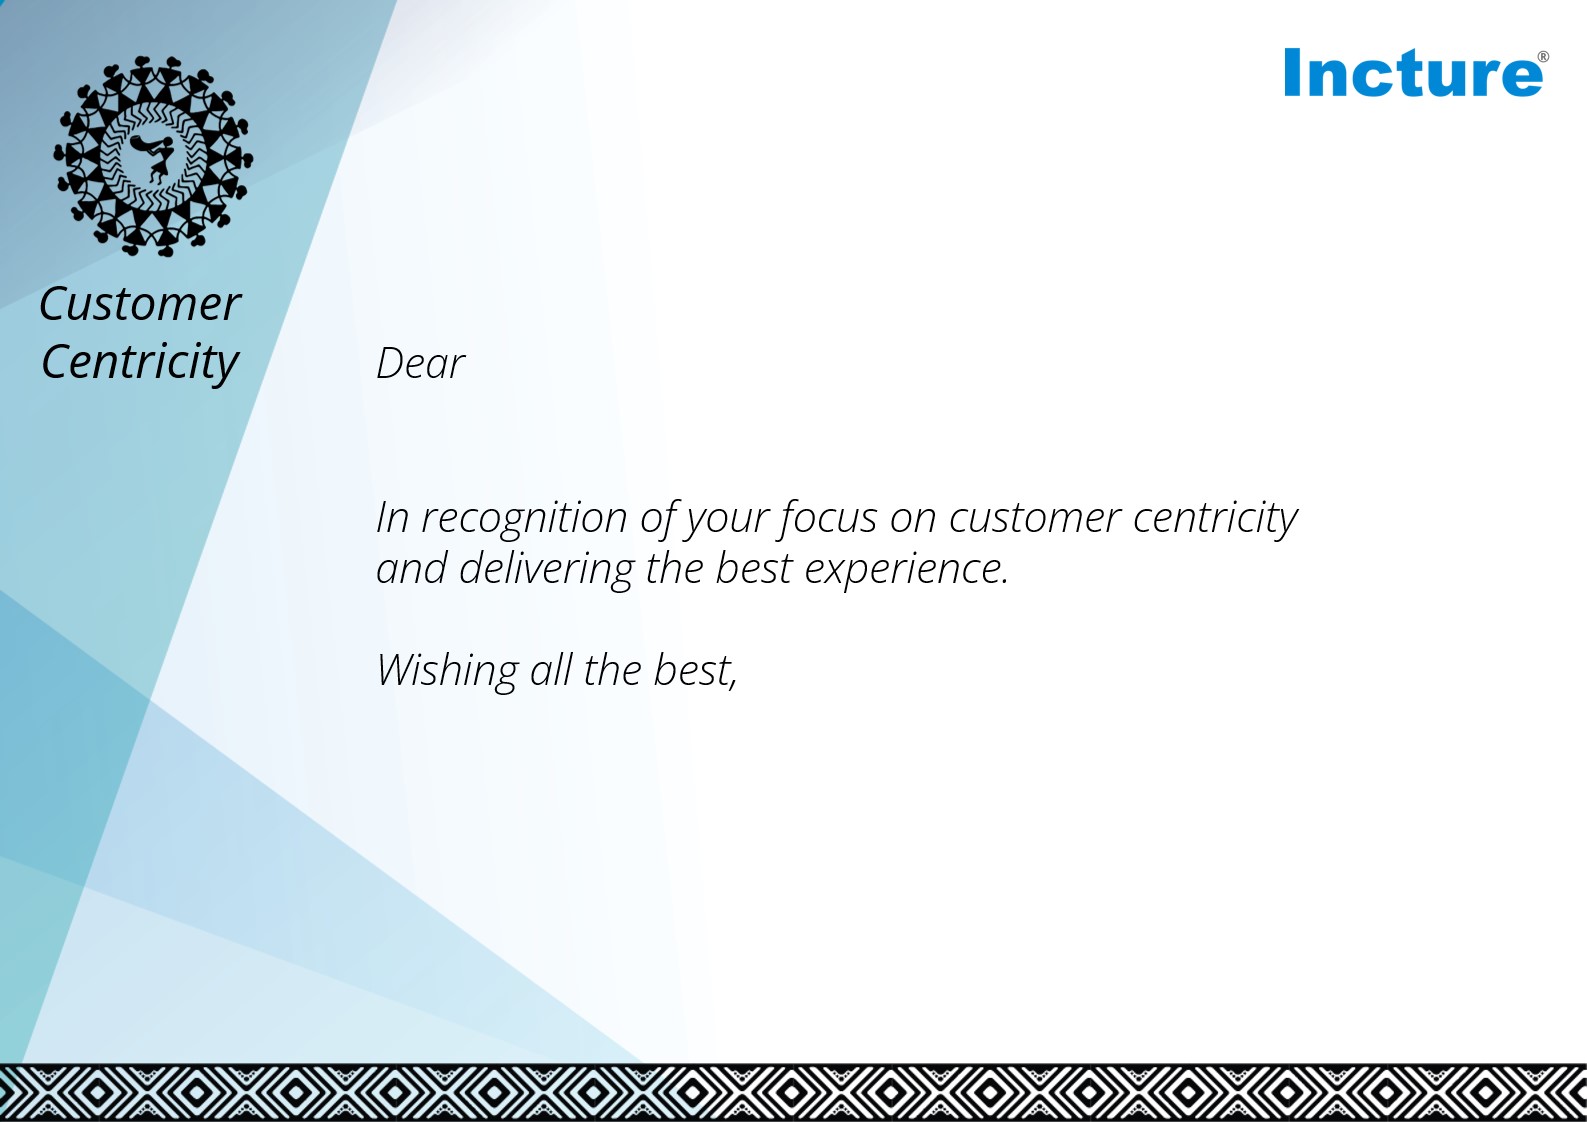 Incture®
Customer
Centricity
Dear
In recognition of your focus on customer centricity
and delivering the best experience.
Wishing all the best,